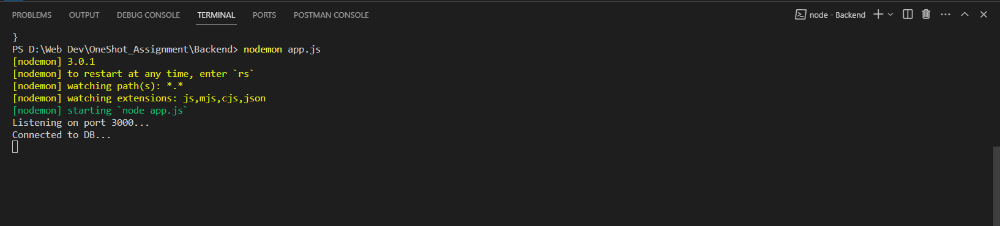 PROBLEMS OUTPUT DEBUG CONSOLE TERMINAL PORTS POSTMAN CONSOLE node - Backend
}
PS D:\Web Dev\OneShot_Assignment\Backend> nodemon app.js
[nodemon] 3.0.1
[nodemon] to restart at any time, enter `rs`
[nodemon] watching path(s): *.*
[nodemon] watching extensions: js,mjs,cjs,json
[nodemon] starting `node app.js`
Listening on port 3000...
Connected to DB...